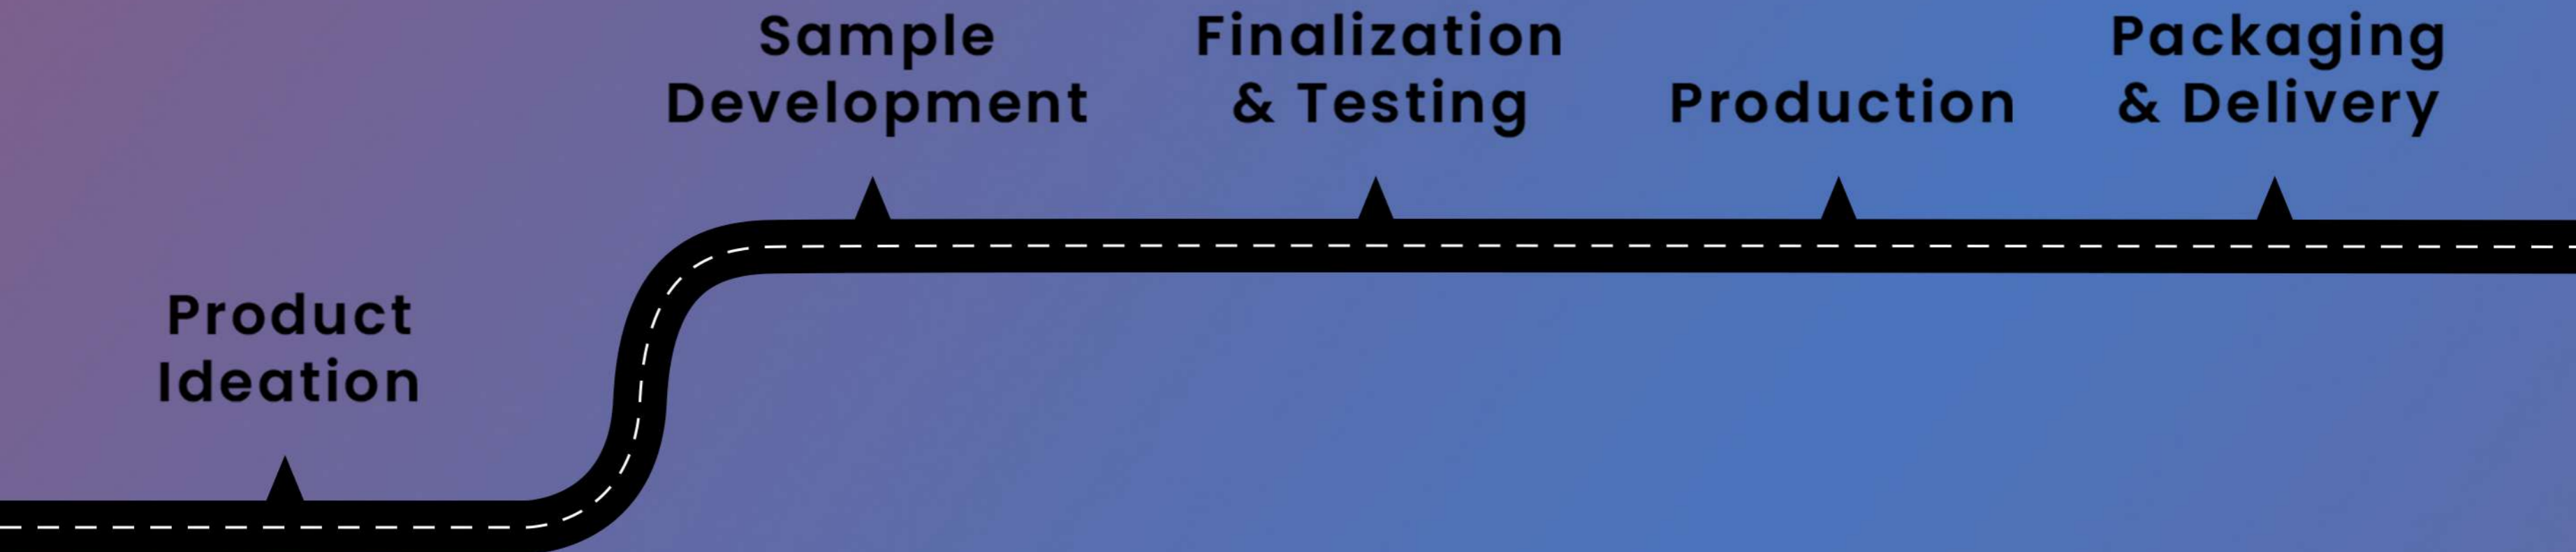 Product
Ideation
Sample
Development
Finalization
& Testing
Production
Packaging
& Delivery